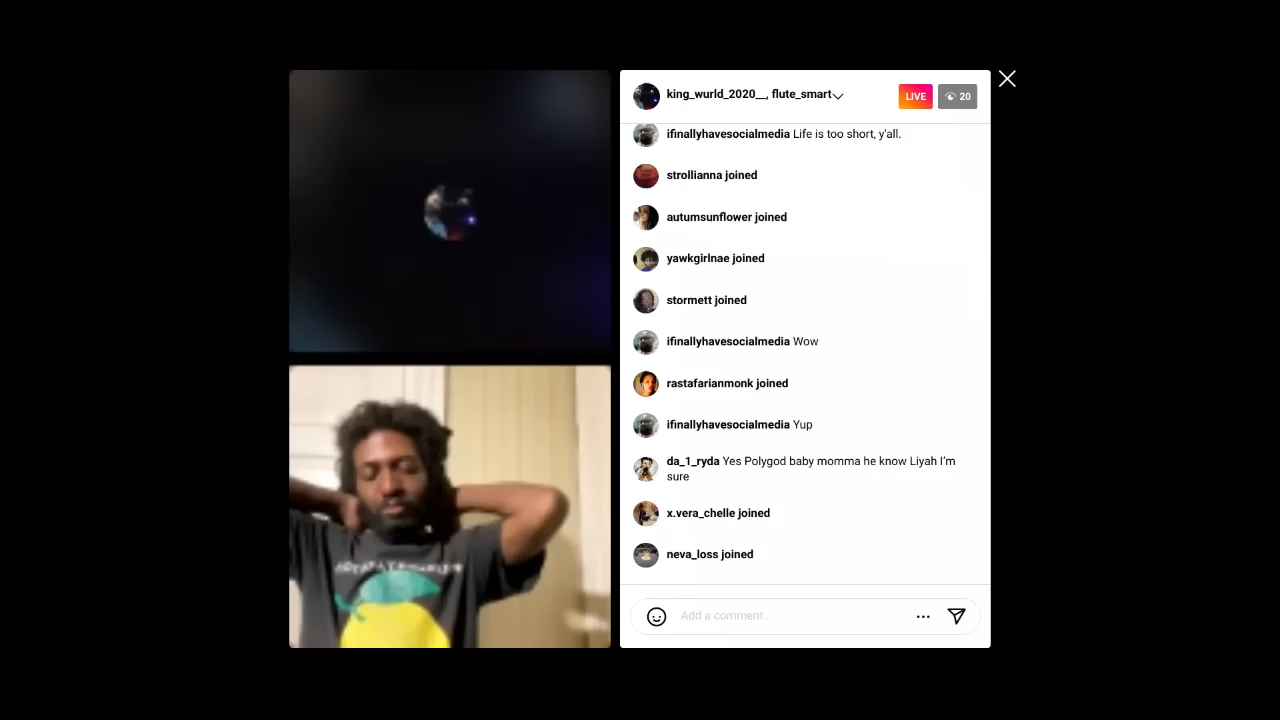 king_wurld_2020__, flute_smart
LIVE
20
ifinallyhavesocialmedia Life is too short, y'all.
strollianna joined
autumsunflower joined
yawkgirlnae joined
stormett joined
ifinallyhavesocialmedia Wow
rastafarianmonk joined
ifinallyhavesocialmedia Yup
da_1_ryda Yes Polygod baby momma he know Liyah I'm
sure
x.vera_chelle joined
neva_loss joined
Add a comment...